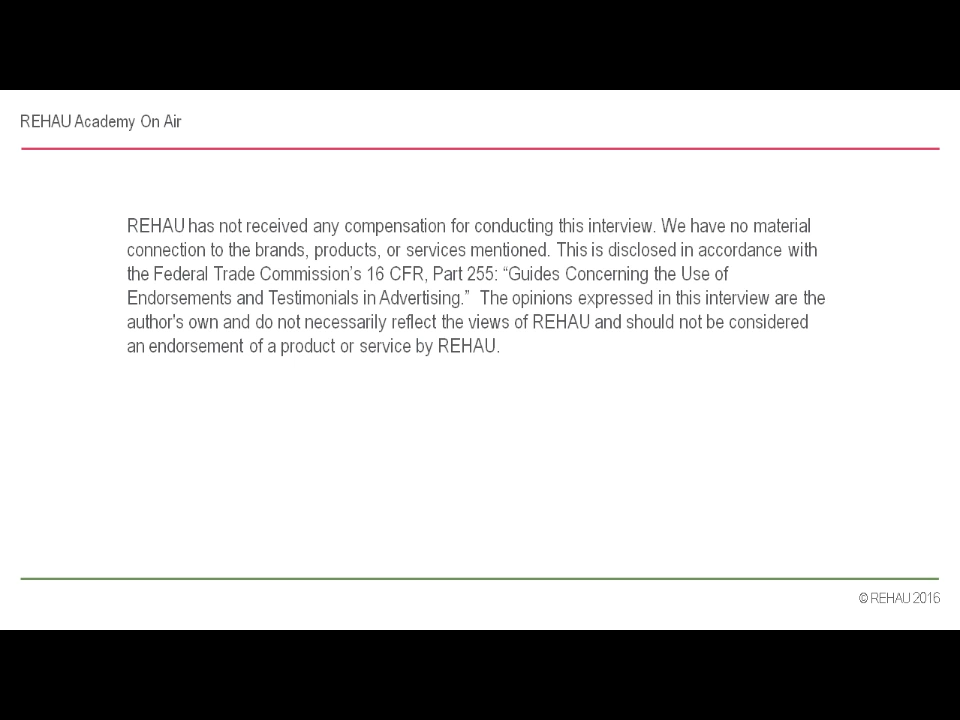 REHAU Academy On Air
REHAU has not received any compensation for conducting this interview. We have no material
connection to the brands, products, or services mentioned. This is disclosed in accordance with
the Federal Trade Commission’s 16 CFR, Part 255: “Guides Concerning the Use of
Endorsements and Testimonials in Advertising.”  The opinions expressed in this interview are the
author's own and do not necessarily reflect the views of REHAU and should not be considered
an endorsement of a product or service by REHAU.
© REHAU 2016